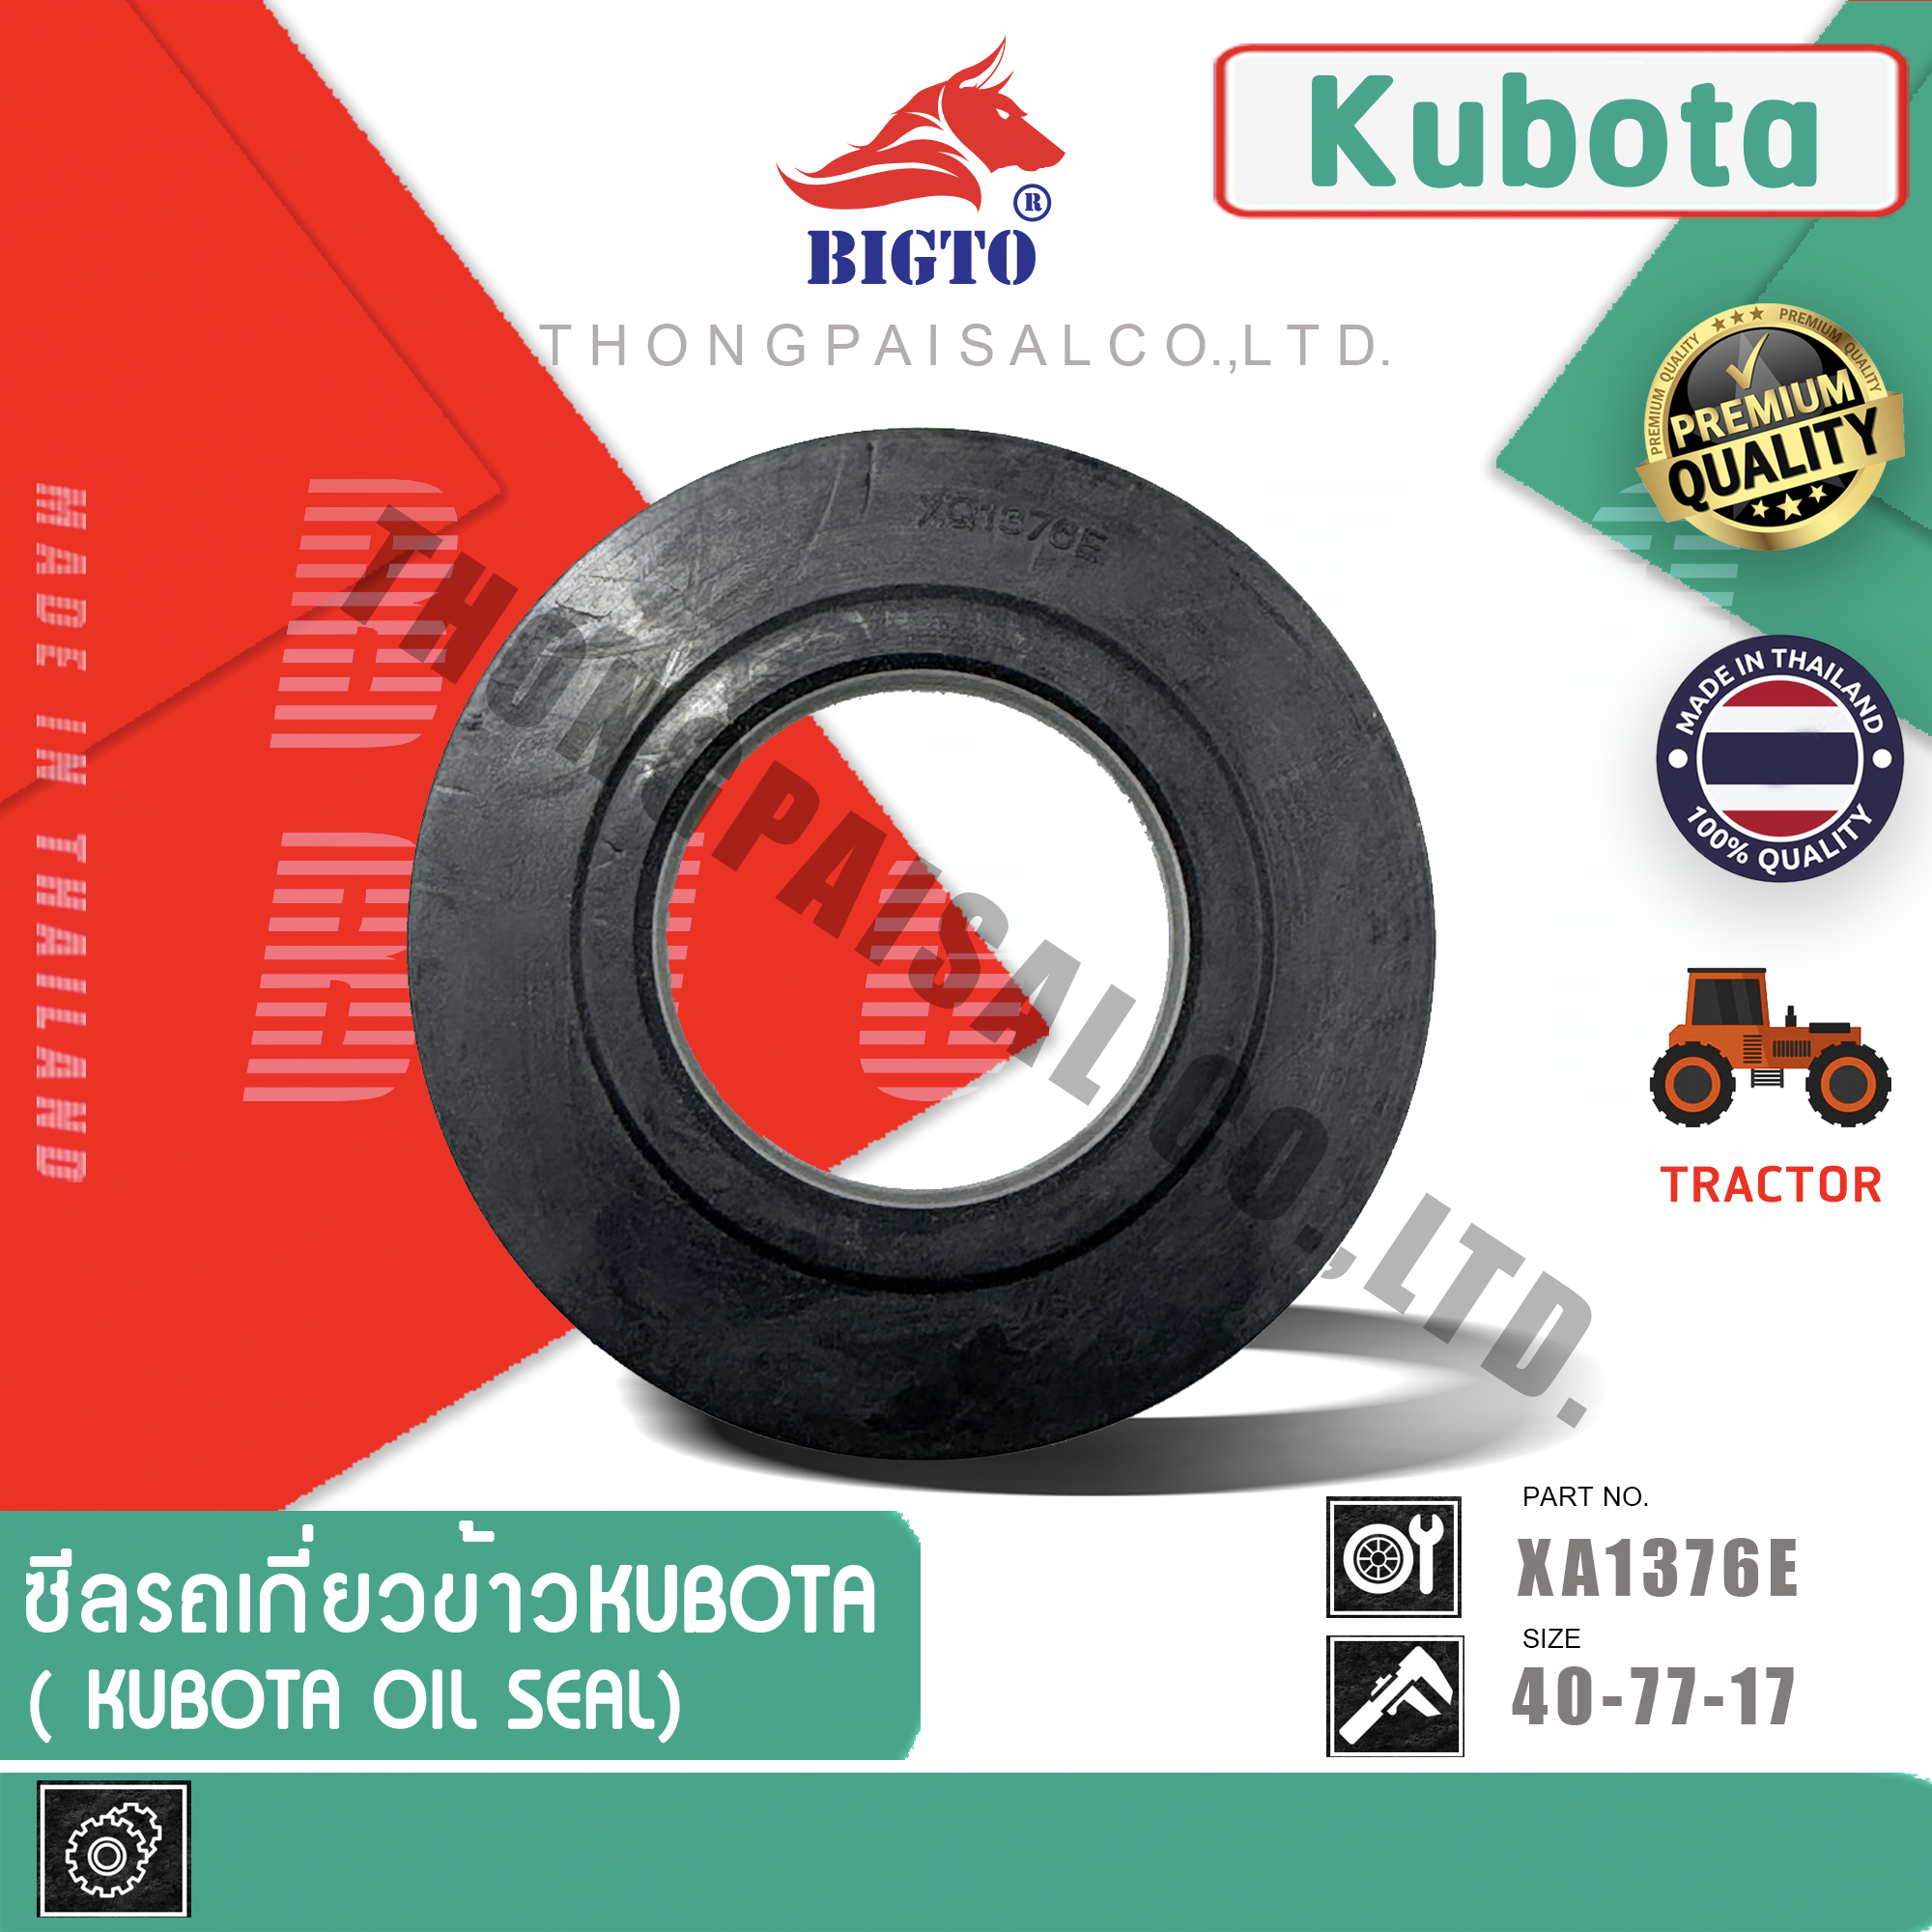 BIGTO
®
THONGPAISAL CO.,LTD.
Kubota
PREMIUM QUALITY ★★★ PREMIUM QUALITY
PREMIUM
QUALITY
MADE IN THAILAND
XQ1376E
THONGPAISAL CO.,LTD.
MADE IN THAILAND
100% QUALITY
TRACTOR
ซีลรถเกี่ยวข้าวKUBOTA
( KUBOTA OIL SEAL)
PART NO.
XA1376E
SIZE
40-77-17